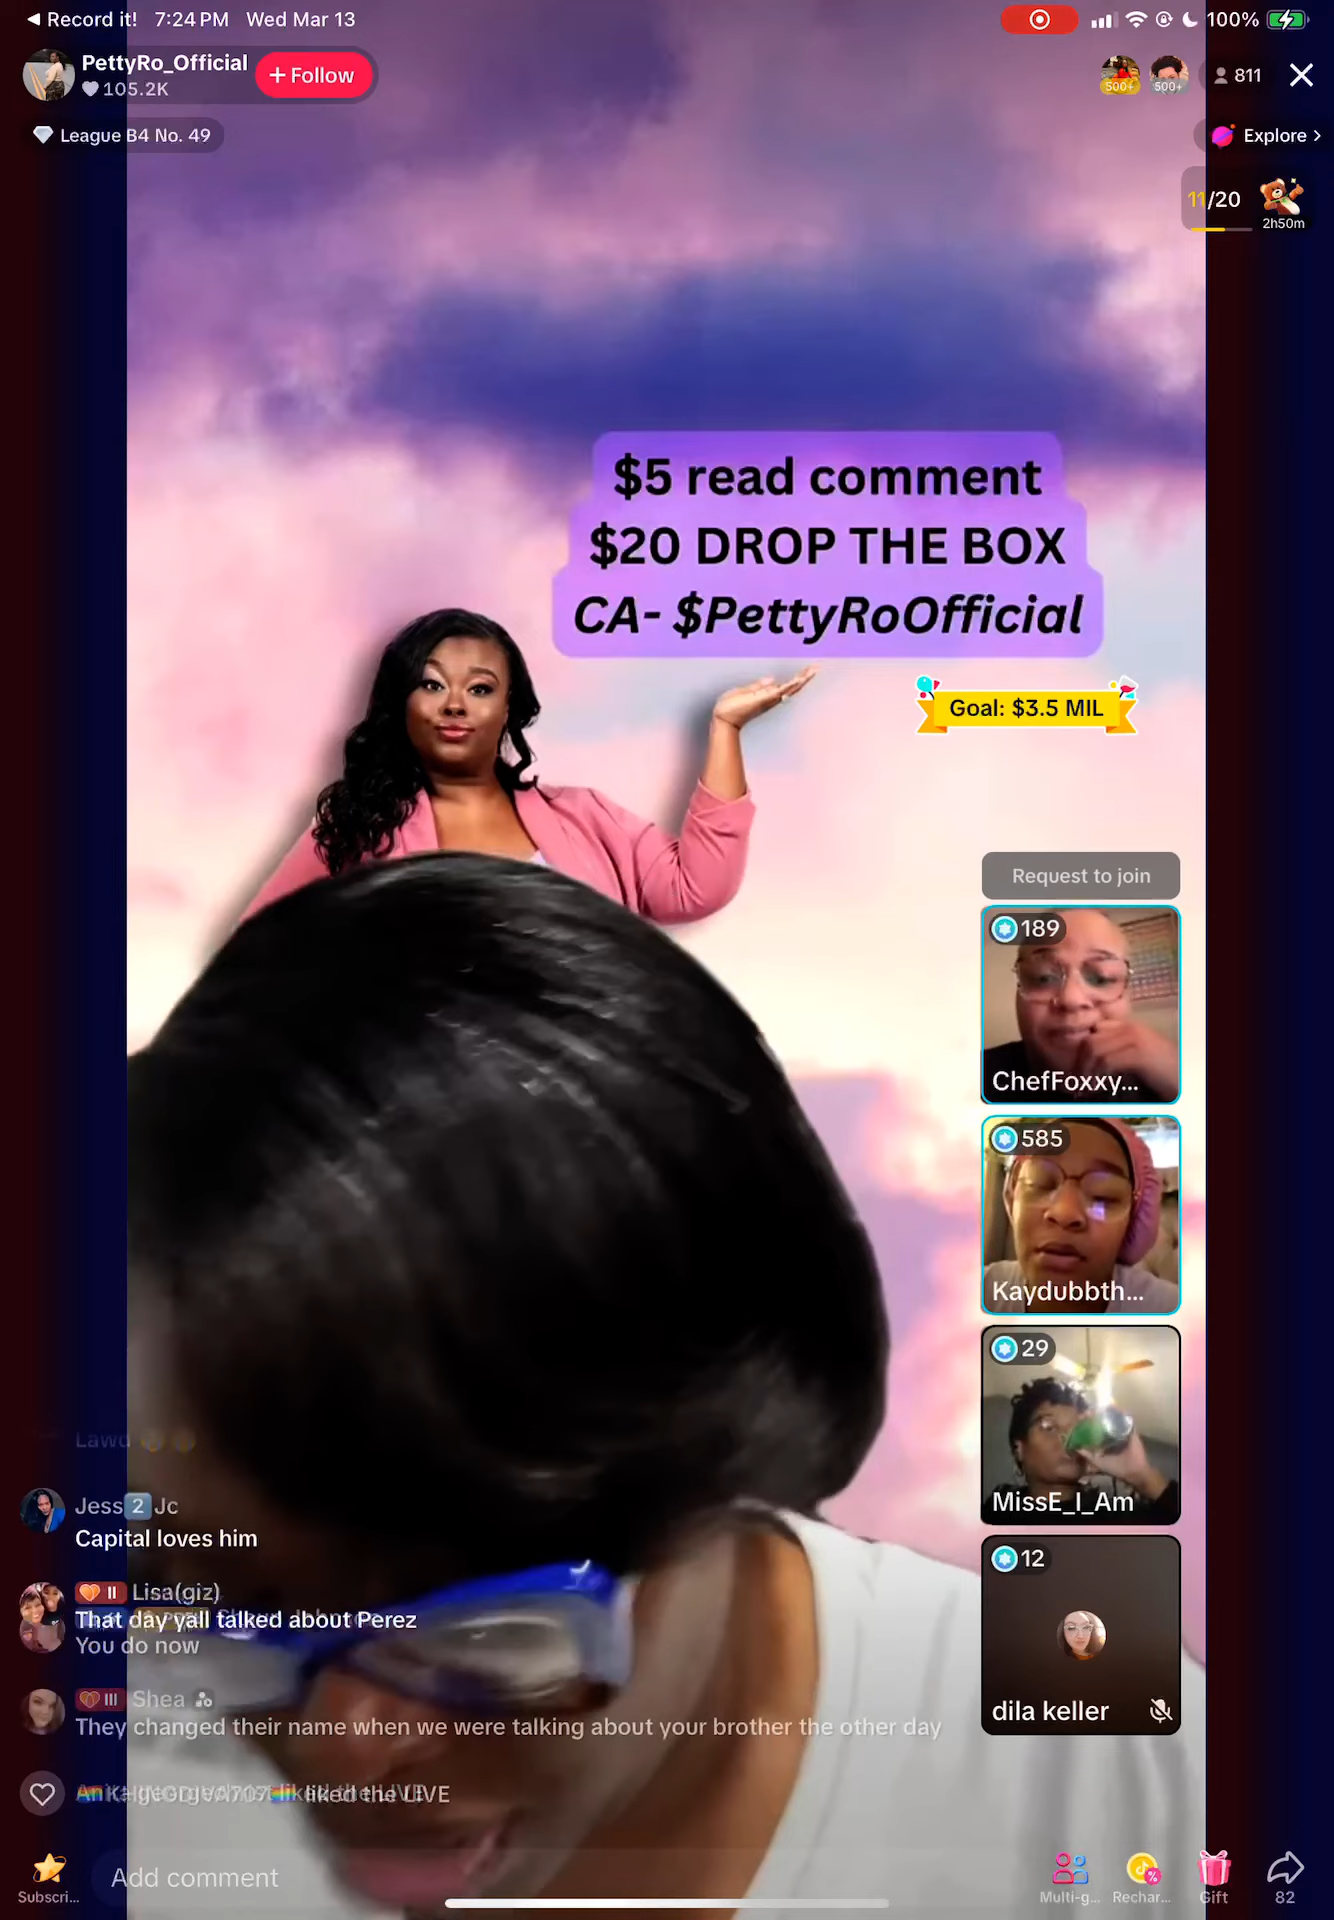 Record it! 7:24 PM Wed Mar 13 100%
PettyRo_Official
105.2K
+ Follow
500+ 500+ 811
League B4 No. 49
Explore >
11/20
2h50m
$5 read comment
$20 DROP THE BOX
CA- $PettyRoOfficial
Goal: $3.5 MIL
Request to join
189
ChefFoxxy...
585
Kaydubbth...
29
MissE_I_Am
12
dila keller
Lawd
Jess 2 Jc
Capital loves him
II Lisa(giz)
That day yall talked about Perez
You do now
III Shea
They changed their name when we were talking about your brother the other day
liked the LIVE
Add comment
Subscri...
Multi-g...
Rechar...
Gift
82